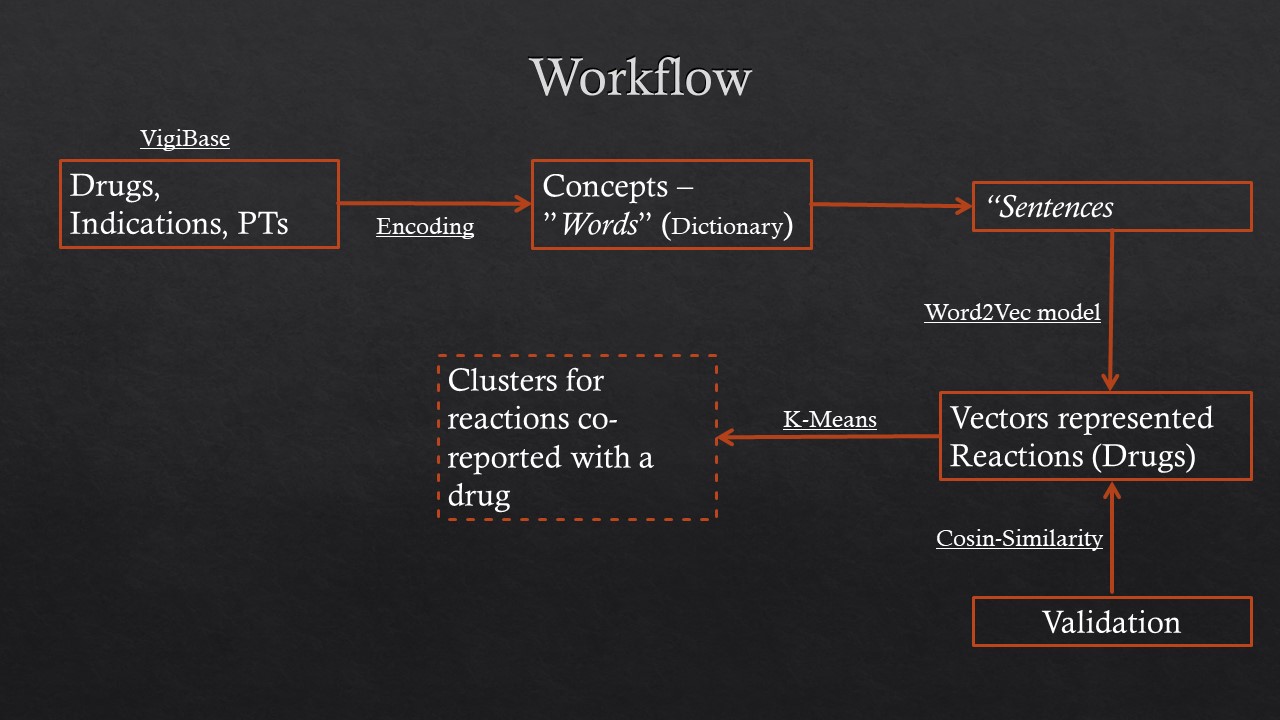 Workflow
VigiBase
Drugs,
Indications, PTs
Encoding
Concepts –
”Words” (Dictionary)
“Sentences
Word2Vec model
Vectors represented
Reactions (Drugs)
K-Means
Clusters for
reactions co-
reported with a
drug
Cosin-Similarity
Validation